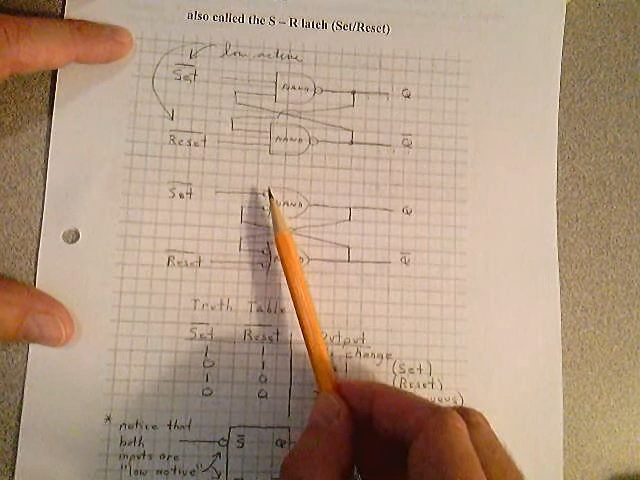 also called the S – R latch (Set/Reset)
low active
Set
NAND
Q
Reset
NAND
Q
Set
NAND
Q
Reset
Q
Truth Table
Set Reset Output
1 1 change
0 1 1 (Set)
1 0 (Reset)
0 0
* notice that
both
inputs are
"low active"
S Q